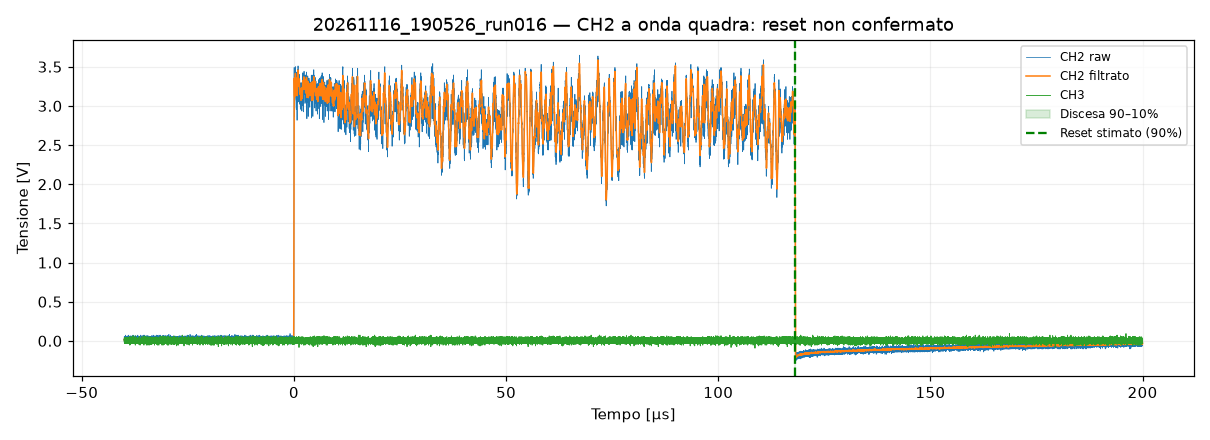 20261116_190526_run016 — CH2 a onda quadra: reset non confermato
CH2 raw
CH2 filtrato
CH3
Discesa 90–10%
Reset stimato (90%)
Tensione [V]
3.5
3.0
2.5
2.0
1.5
1.0
0.5
0.0
−50
0
50
100
150
200
Tempo [µs]